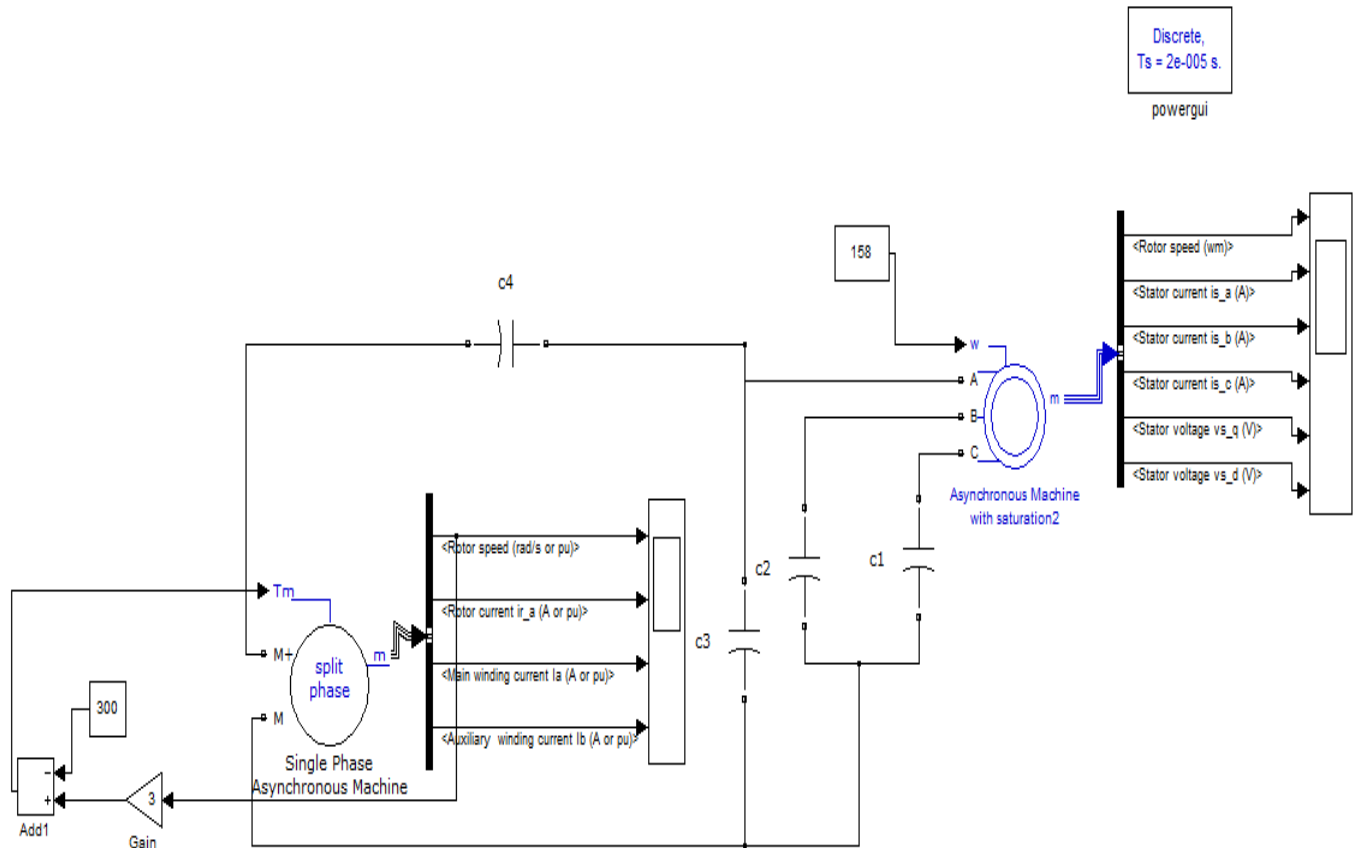 Discrete,
Ts = 2e-005 s.
powergui
158
c4
w
A
B
C
m
<Rotor speed (wm)>
<Stator current is_a (A)>
<Stator current is_b (A)>
<Stator current is_c (A)>
<Stator voltage vs_q (V)>
<Stator voltage vs_d (V)>
Asynchronous Machine
with saturation2
c2
c1
c3
<Rotor speed (rad/s or pu)>
<Rotor current ir_a (A or pu)>
<Main winding current Ia (A or pu)>
<Auxiliary winding current Ib (A or pu)>
Tm
M+
M
m
split
phase
Single Phase
Asynchronous Machine
300
−
+
Add1
3
Gain